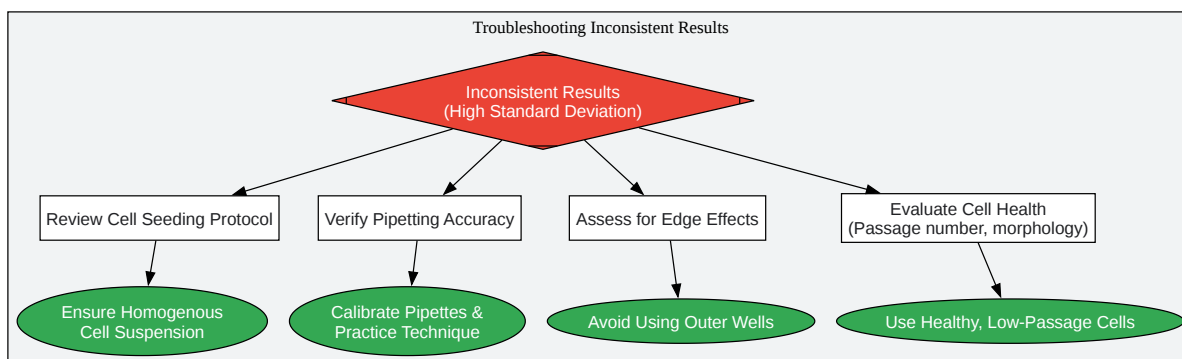 Troubleshooting Inconsistent Results
Inconsistent Results
(High Standard Deviation)
Review Cell Seeding Protocol
Verify Pipetting Accuracy
Assess for Edge Effects
Evaluate Cell Health
(Passage number, morphology)
Ensure Homogenous
Cell Suspension
Calibrate Pipettes &
Practice Technique
Avoid Using Outer Wells
Use Healthy, Low-Passage Cells